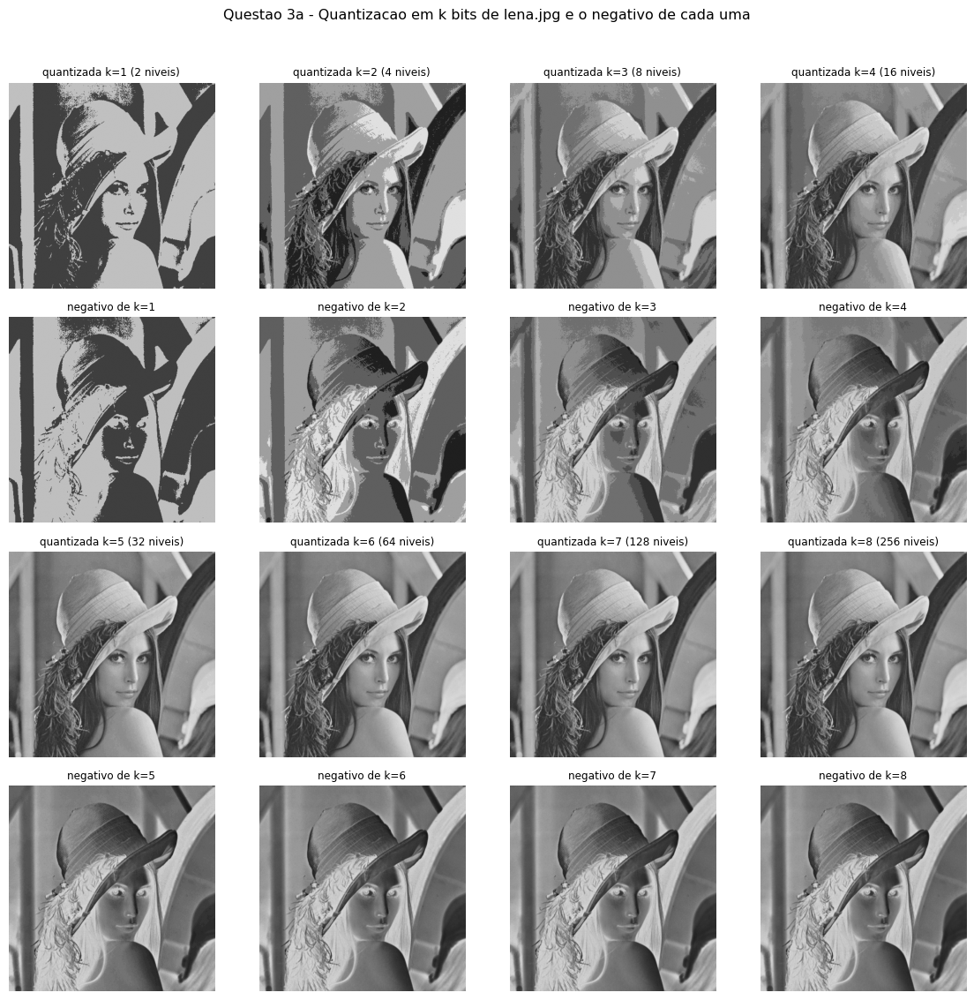 Questao 3a - Quantizacao em k bits de lena.jpg e o negativo de cada uma
quantizada k=1 (2 niveis)
quantizada k=2 (4 niveis)
quantizada k=3 (8 niveis)
quantizada k=4 (16 niveis)
negativo de k=1
negativo de k=2
negativo de k=3
negativo de k=4
quantizada k=5 (32 niveis)
quantizada k=6 (64 niveis)
quantizada k=7 (128 niveis)
quantizada k=8 (256 niveis)
negativo de k=5
negativo de k=6
negativo de k=7
negativo de k=8